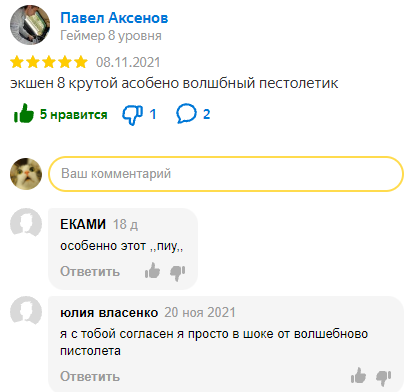 Павел Аксенов
Геймер 8 уровня
08.11.2021
экшен 8 крутой асобено волшбный пестолетик
5 нравится 1 2
Ваш комментарий
ЕКАМИ 18 д
особенно этот ,,пиу,,
Ответить
юлия власенко 20 ноя 2021
я с тобой согласен я просто в шоке от волшебново
пистолета
Ответить